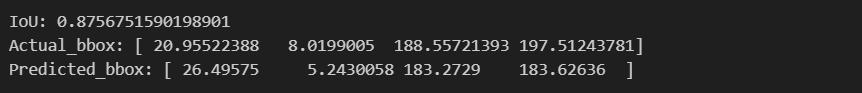 IoU: 0.8756751590198901
Actual_bbox: [ 20.95522388   8.0199005  188.55721393 197.51243781]
Predicted_bbox: [ 26.49575     5.2430058 183.2729    183.62636  ]